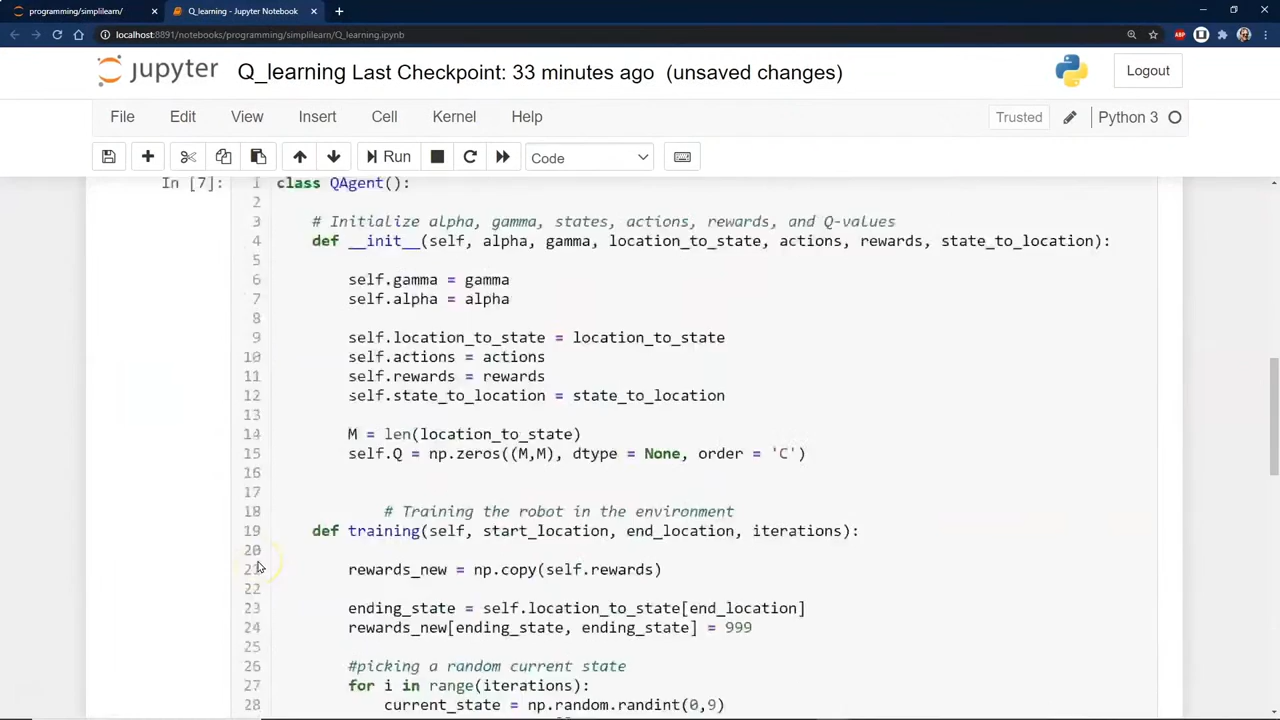 programming/simplilearn/
Q_learning - Jupyter Notebook
localhost:8891/notebooks/programming/simplilearn/Q_learning.ipynb
ABP
jupyter Q_learning Last Checkpoint: 33 minutes ago (unsaved changes)
Logout
File Edit View Insert Cell Kernel Help Trusted Python 3
Run Code
In [7]: 1 class QAgent():
2
3 # Initialize alpha, gamma, states, actions, rewards, and Q-values
4 def __init__(self, alpha, gamma, location_to_state, actions, rewards, state_to_location):
5
6 self.gamma = gamma
7 self.alpha = alpha
8
9 self.location_to_state = location_to_state
10 self.actions = actions
11 self.rewards = rewards
12 self.state_to_location = state_to_location
13
14 M = len(location_to_state)
15 self.Q = np.zeros((M,M), dtype = None, order = 'C')
16
17
18 # Training the robot in the environment
19 def training(self, start_location, end_location, iterations):
20
21 rewards_new = np.copy(self.rewards)
22
23 ending_state = self.location_to_state[end_location]
24 rewards_new[ending_state, ending_state] = 999
25
26 #picking a random current state
27 for i in range(iterations):
28 current_state = np.random.randint(0,9)